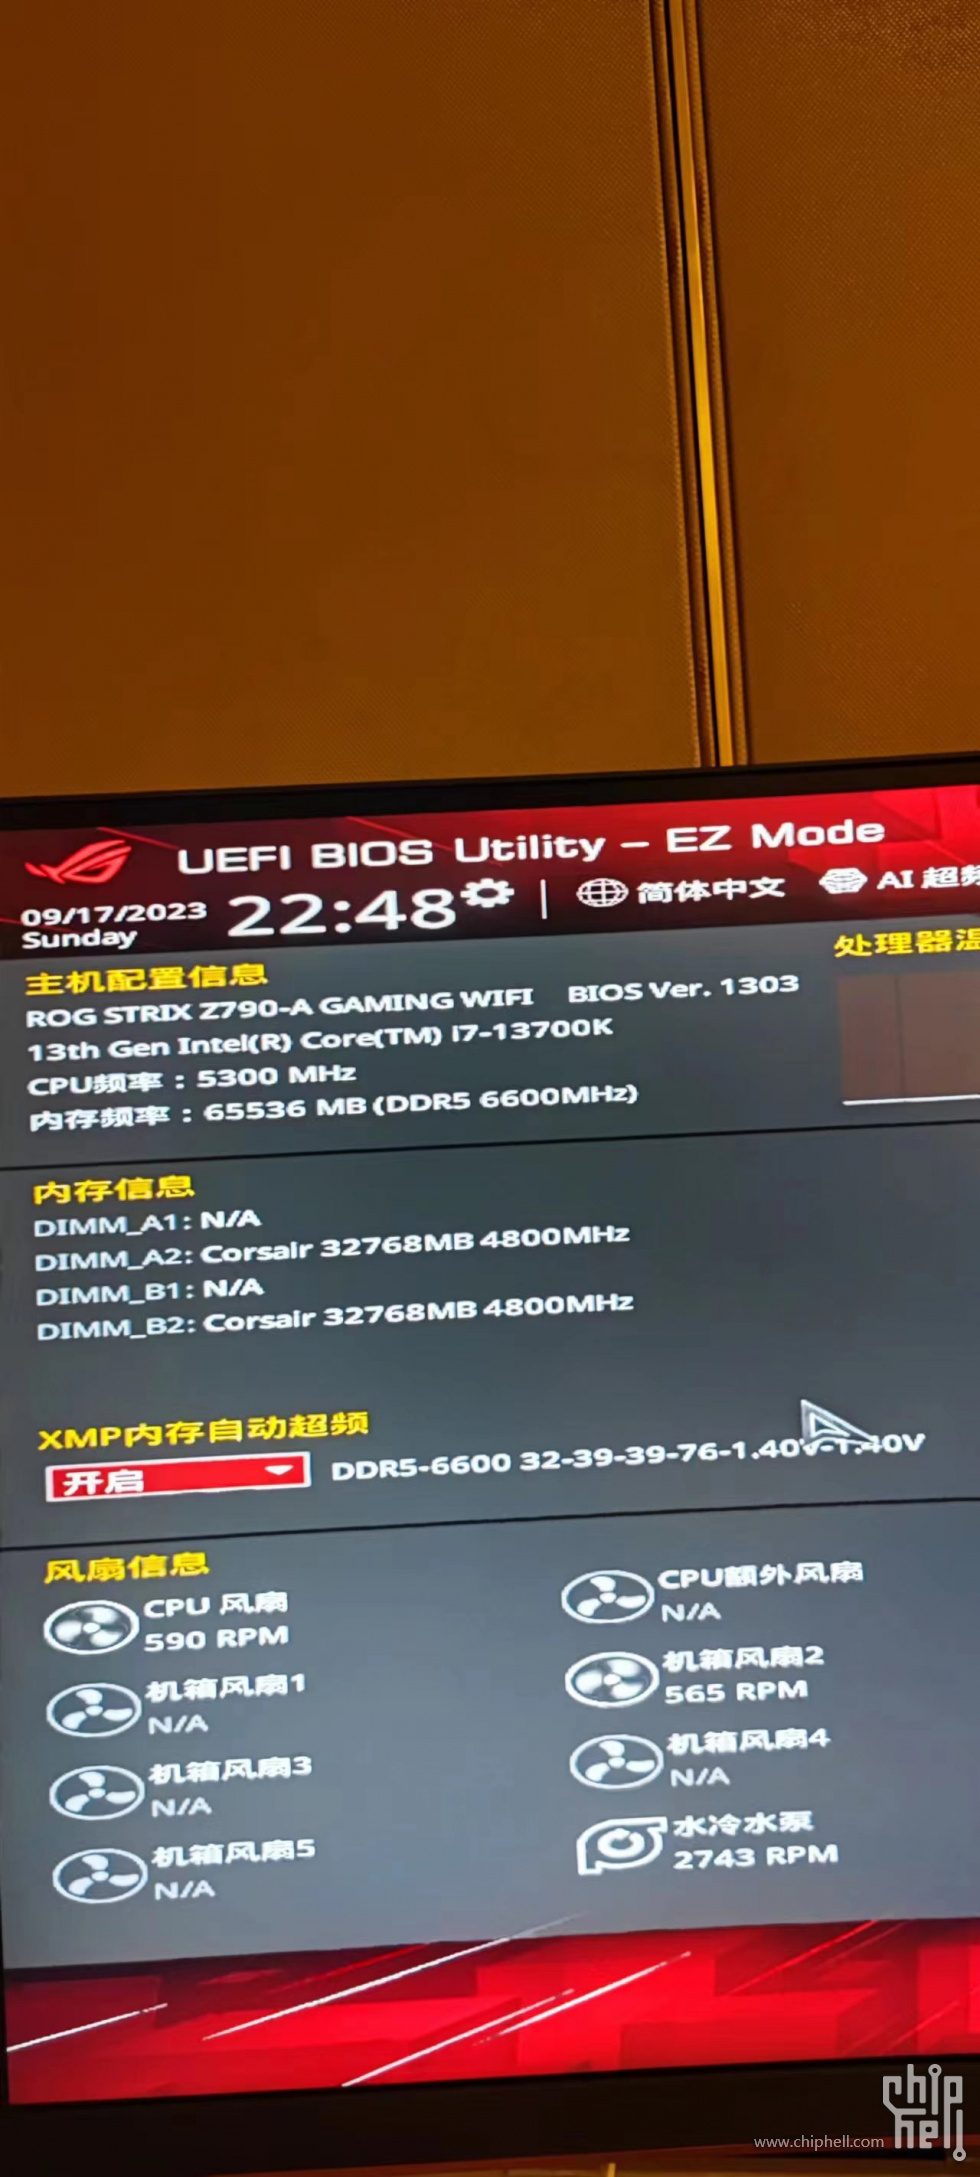 UEFI BIOS Utility – EZ Mode
09/17/2023
Sunday
22:48
简体中文
AI 超频
处理器温
主机配置信息
ROG STRIX Z790-A GAMING WIFI BIOS Ver. 1303
13th Gen Intel(R) Core(TM) i7-13700K
CPU频率 : 5300 MHz
内存频率 : 65536 MB (DDR5 6600MHz)
内存信息
DIMM_A1: N/A
DIMM_A2: Corsair 32768MB 4800MHz
DIMM_B1: N/A
DIMM_B2: Corsair 32768MB 4800MHz
XMP内存自动超频
开启
DDR5-6600 32-39-39-76-1.40V-1.40V
风扇信息
CPU 风扇
590 RPM
CPU额外风扇
N/A
机箱风扇1
N/A
机箱风扇2
565 RPM
机箱风扇3
N/A
机箱风扇4
N/A
机箱风扇5
N/A
水冷水泵
2743 RPM
chip
hell
www.chiphell.com